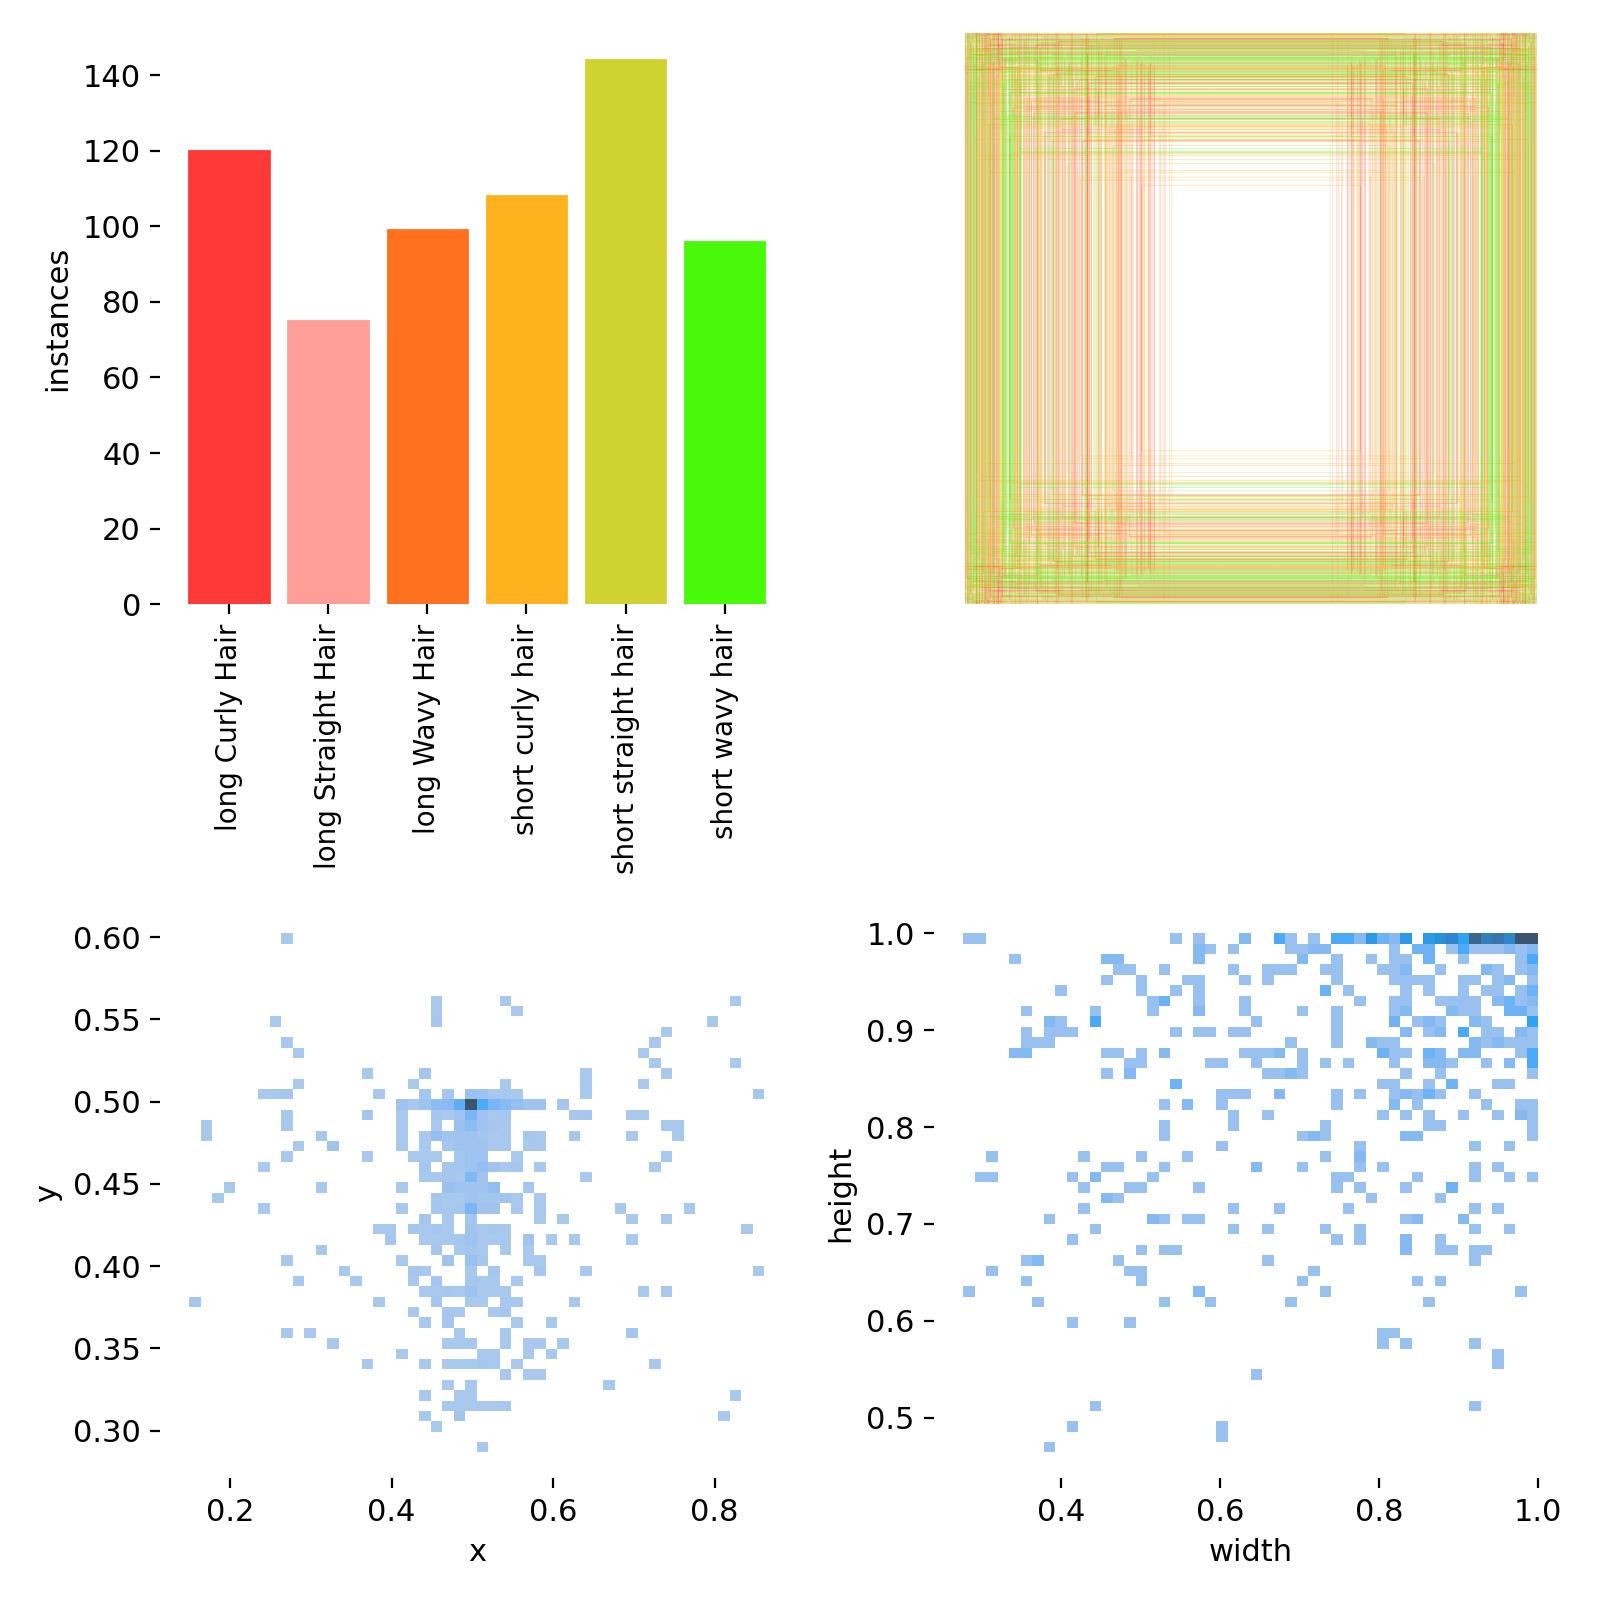 instances
140
120
100
80
60
40
20
0
long Curly Hair
long Straight Hair
long Wavy Hair
short curly hair
short straight hair
short wavy hair
y
0.60
0.55
0.50
0.45
0.40
0.35
0.30
0.2 0.4 0.6 0.8
x
height
1.0
0.9
0.8
0.7
0.6
0.5
0.4 0.6 0.8 1.0
width